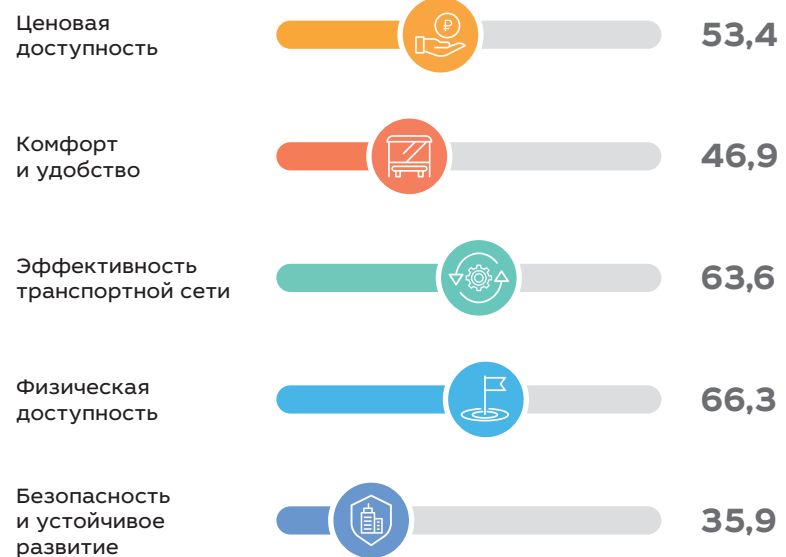 Ценовая
доступность
53,4
Комфорт
и удобство
46,9
Эффективность
транспортной сети
63,6
Физическая
доступность
66,3
Безопасность
и устойчивое
развитие
35,9